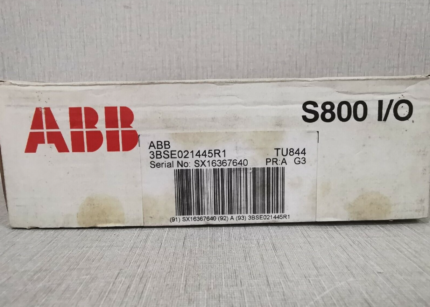 ABB
S800 I/O
ABB
3BSE021445R1 TU844
Serial No: SX16367640 PR:A G3
(91) SX16367640 (92) A (93) 3BSE021445R1